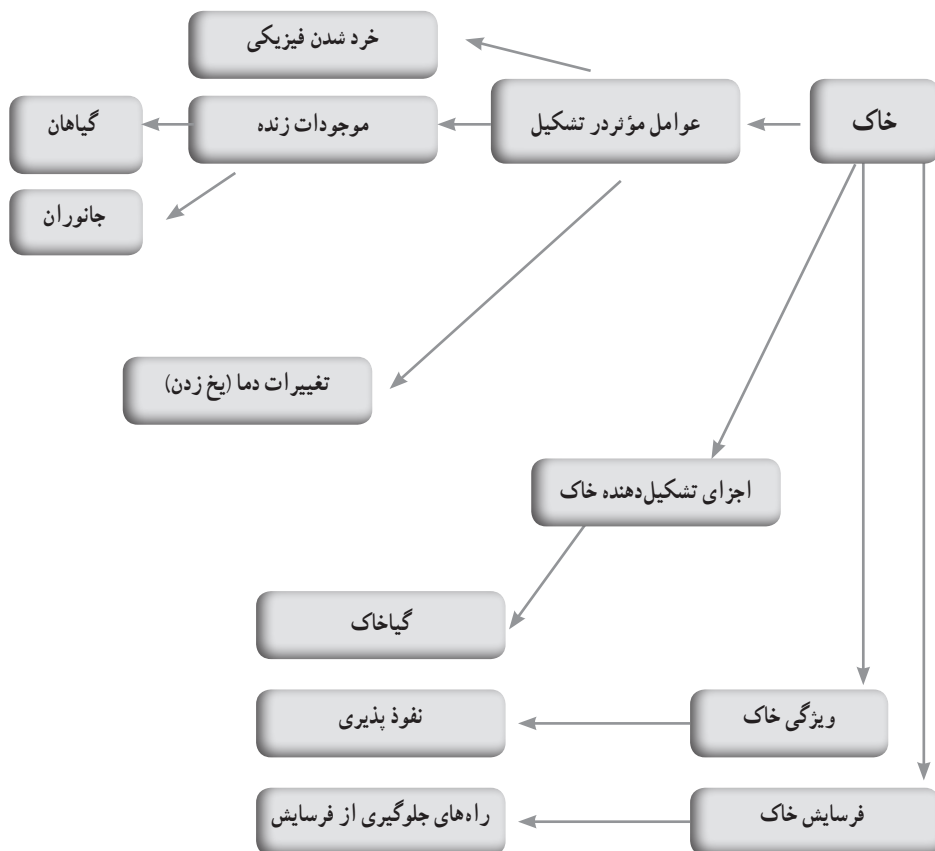 خرد شدن فیزیکی
خاک
عوامل مؤثردر تشکیل
موجودات زنده
گیاهان
جانوران
تغییرات دما (یخ زدن)
اجزای تشکیل‌دهنده خاک
گیاخاک
ویژگی خاک
نفوذ پذیری
فرسایش خاک
راه‌های جلوگیری از فرسایش